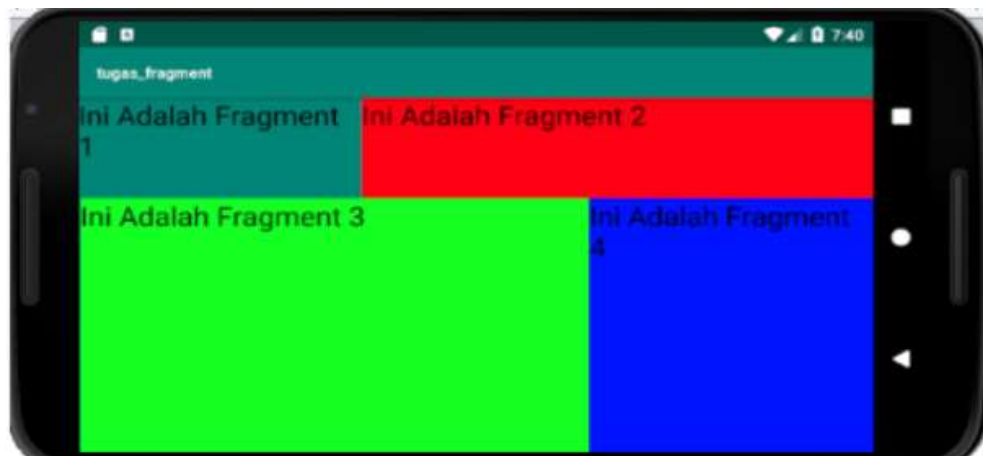 7:40
tugas_fragment
Ini Adalah Fragment
1
Ini Adalah Fragment 2
Ini Adalah Fragment 3
Ini Adalah Fragment
4